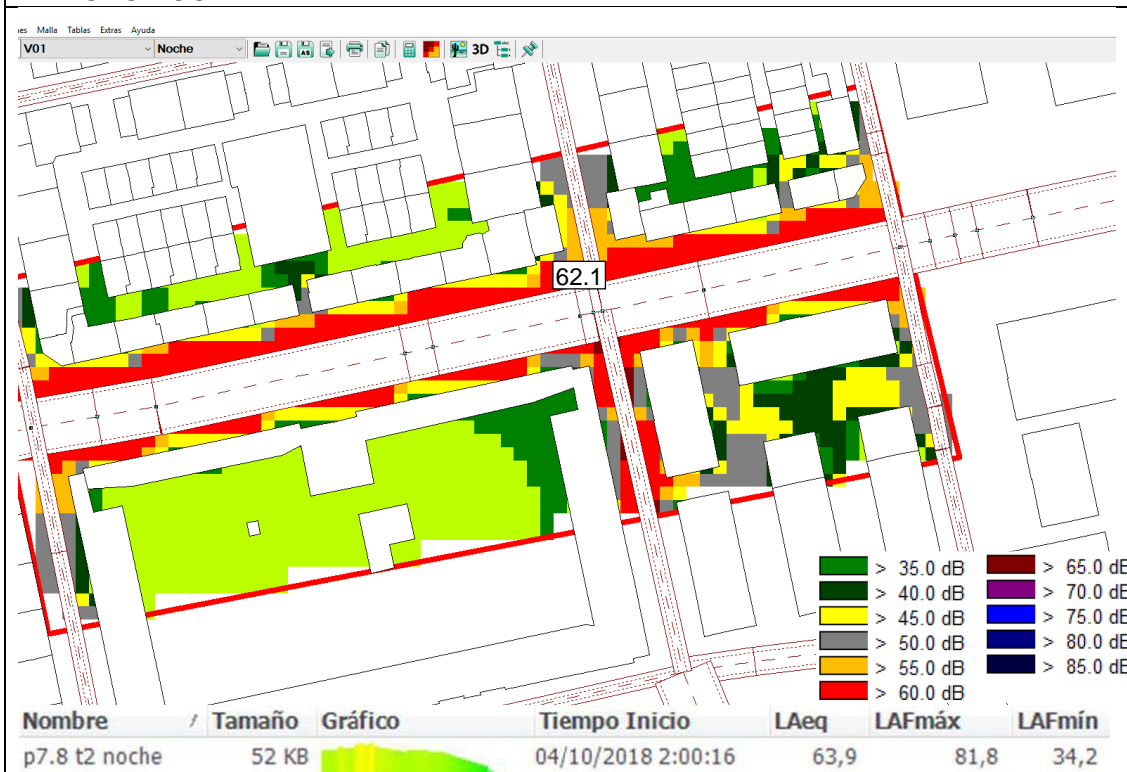 Malla Tablas Extras Ayuda
V01 Noche 3D
62.1
> 35.0 dB
> 40.0 dB
> 45.0 dB
> 50.0 dB
> 55.0 dB
> 60.0 dB
> 65.0 dB
> 70.0 dB
> 75.0 dB
> 80.0 dB
> 85.0 dB
Nombre / Tamaño Gráfico Tiempo Inicio LAeq LAFmáx LAFmín
p7.8 t2 noche 52 KB 04/10/2018 2:00:16 63,9 81,8 34,2